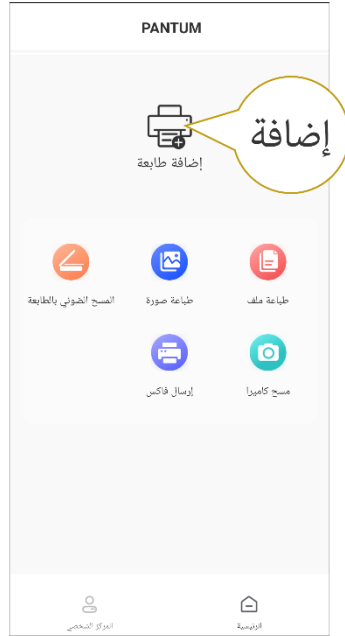 PANTUM
إضافة
إضافة طابعة
طباعة ملف
طباعة صورة
المسح الضوئي بالطابعة
مسح كاميرا
إرسال فاكس
الرئيسية
المركز الشخصي